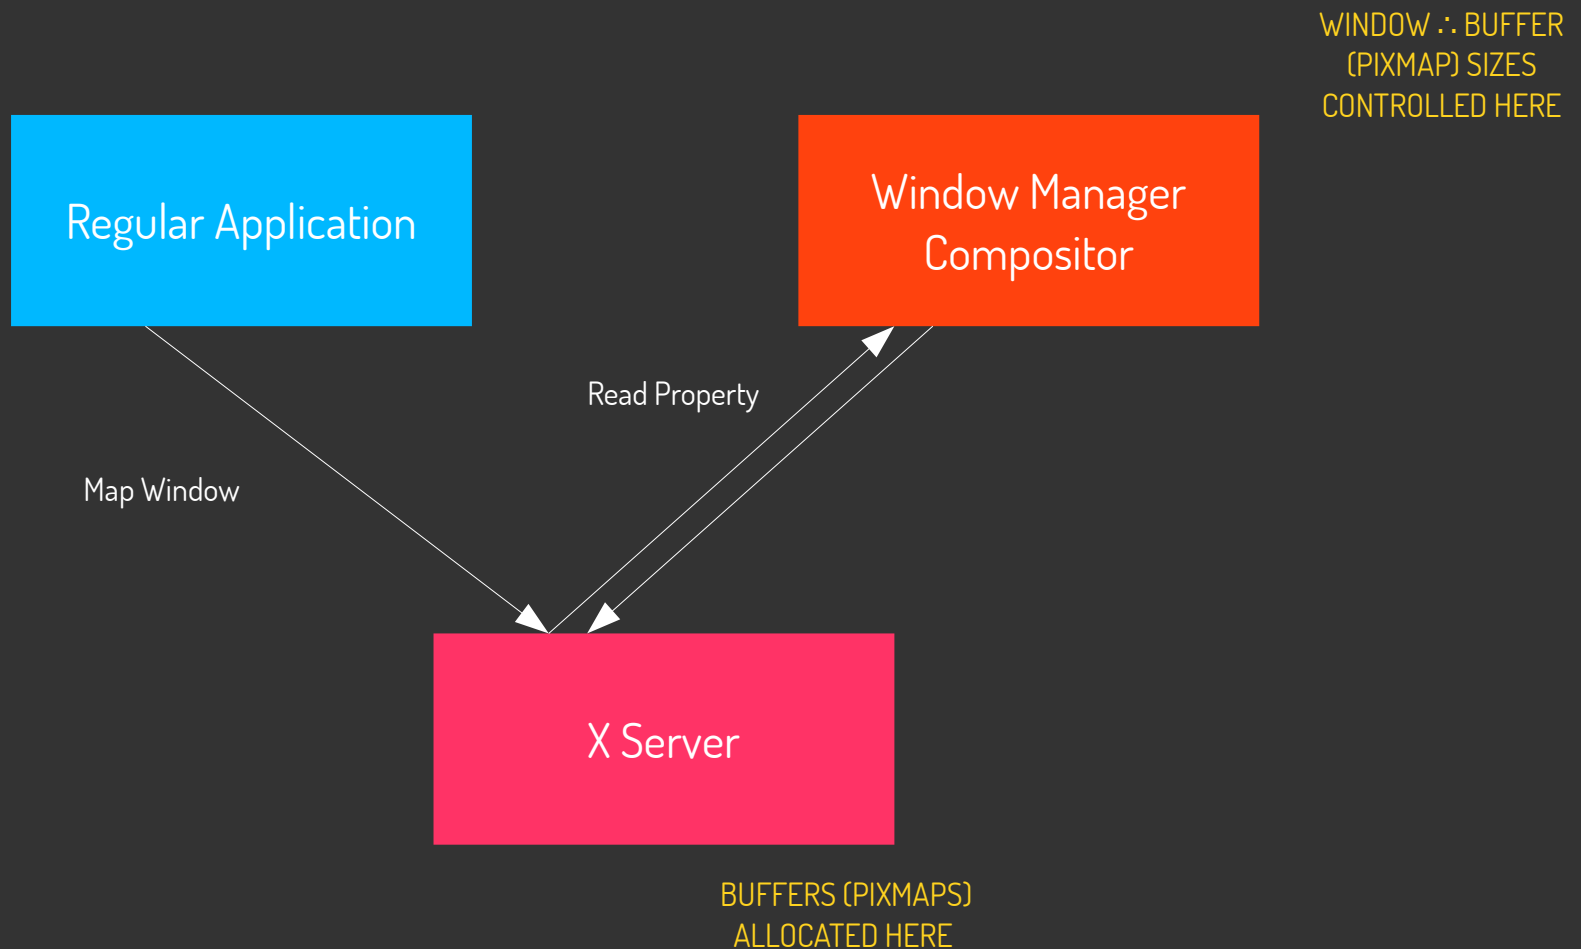 WINDOW ∴ BUFFER
(PIXMAP) SIZES
CONTROLLED HERE
Regular Application
Window Manager
Compositor
Read Property
Map Window
X Server
BUFFERS (PIXMAPS)
ALLOCATED HERE